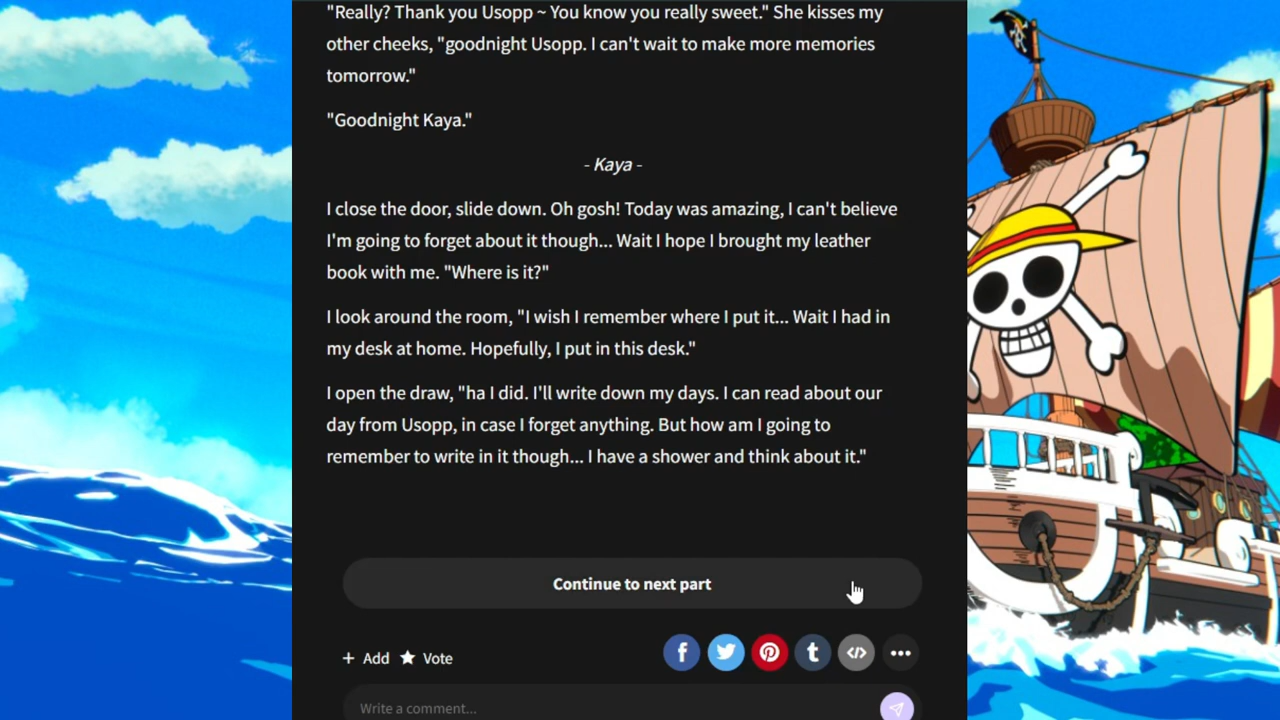 "Really? Thank you Usopp ~ You know you really sweet." She kisses my
other cheeks, "goodnight Usopp. I can't wait to make more memories
tomorrow."
"Goodnight Kaya."
- Kaya -
I close the door, slide down. Oh gosh! Today was amazing, I can't believe
I'm going to forget about it though... Wait I hope I brought my leather
book with me. "Where is it?"
I look around the room, "I wish I remember where I put it... Wait I had in
my desk at home. Hopefully, I put in this desk."
I open the draw, "ha I did. I'll write down my days. I can read about our
day from Usopp, in case I forget anything. But how am I going to
remember to write in it though... I have a shower and think about it."
Continue to next part
+ Add ★ Vote
Write a comment...